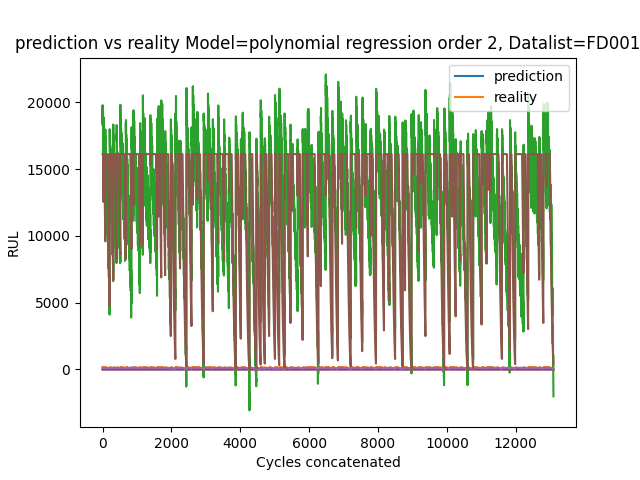 prediction vs reality Model=polynomial regression order 2, Datalist=FD001
prediction
reality
20000
15000
10000
5000
0
RUL
0 2000 4000 6000 8000 10000 12000
Cycles concatenated